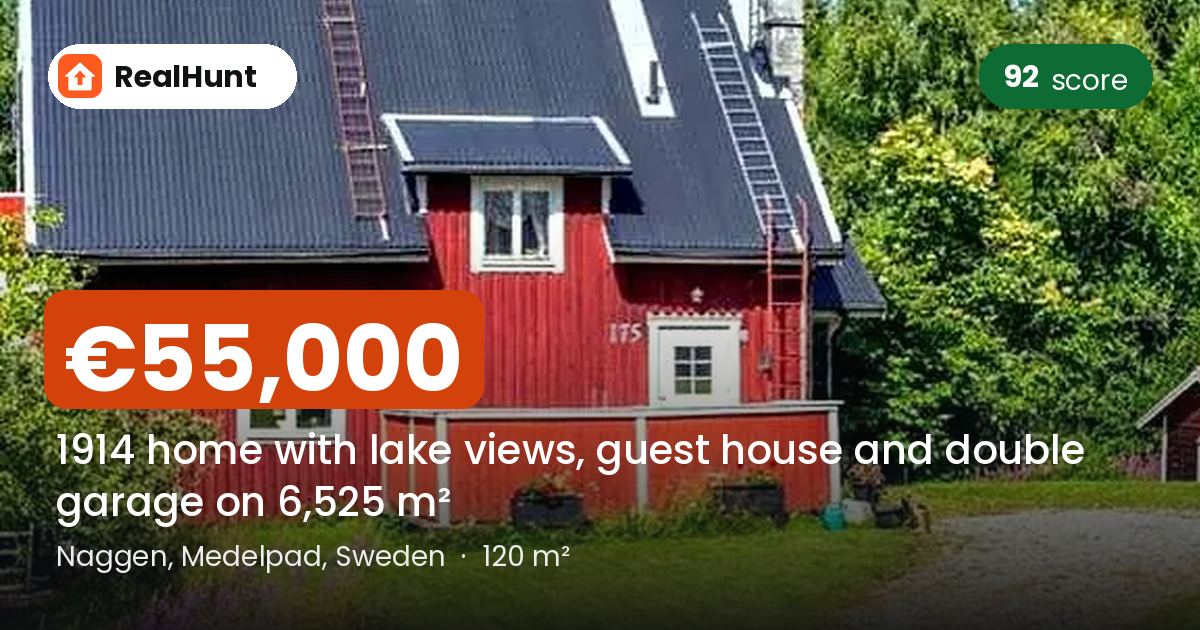 RealHunt
92 score
175
€55,000
1914 home with lake views, guest house and double
garage on 6,525 m²
Naggen, Medelpad, Sweden · 120 m²